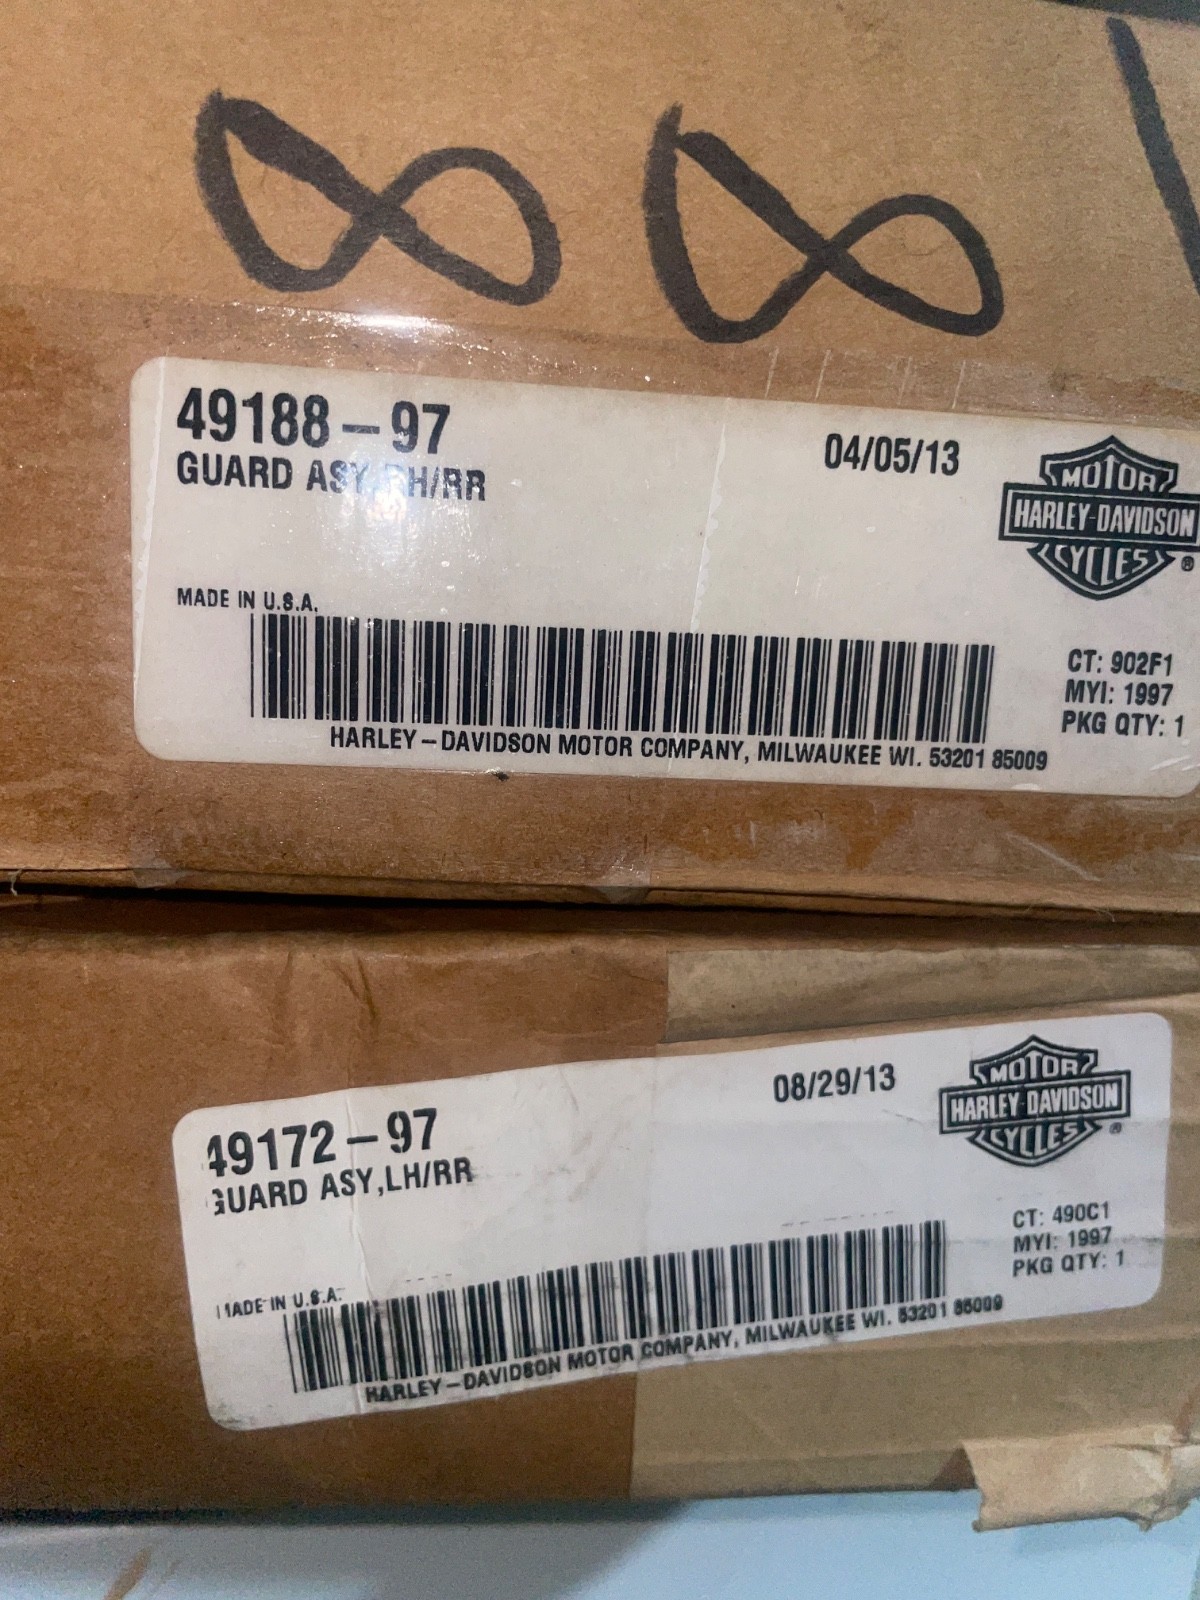 88
49188-97
GUARD ASY, RH/RR
04/05/13
MOTOR
HARLEY-DAVIDSON
CYCLES
®
MADE IN U.S.A.
CT: 902F1
MYI: 1997
PKG QTY: 1
HARLEY-DAVIDSON MOTOR COMPANY, MILWAUKEE WI. 53201 85009
49172-97
GUARD ASY,LH/RR
08/29/13
MOTOR
HARLEY-DAVIDSON
CYCLES
®
MADE IN U.S.A.
CT: 490C1
MYI: 1997
PKG QTY: 1
HARLEY-DAVIDSON MOTOR COMPANY, MILWAUKEE WI. 53201 85009